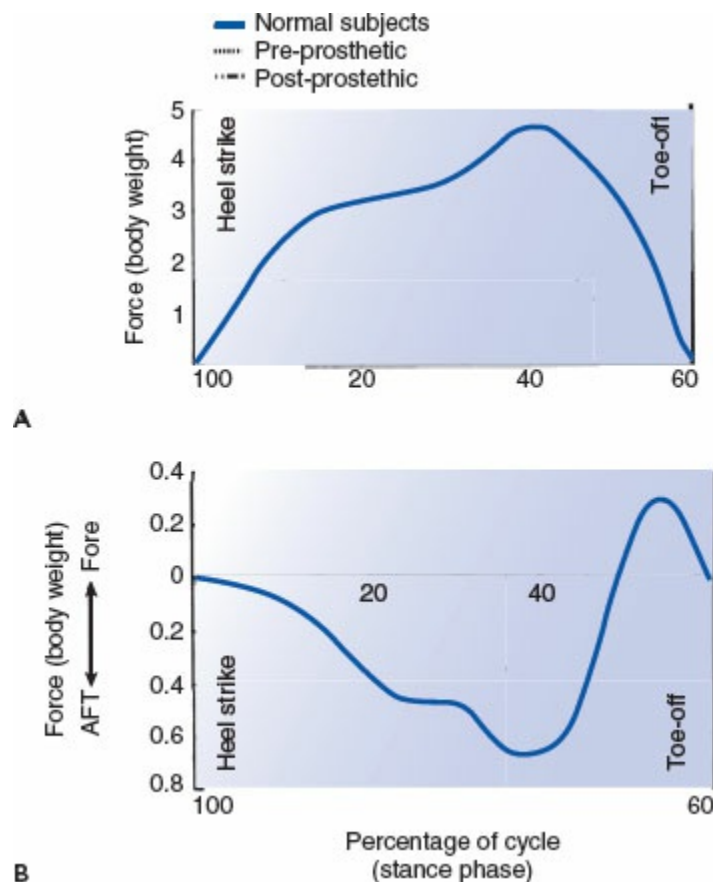 Normal subjects
Pre-prosthetic
Post-prostethic
Force (body weight)
5
4
3
2
1
Heel strike
Toe-off
100 20 40 60
A
Force (body weight)
AFT Fore
0.4
0.2
0
0.2
0.4
0.6
0.8
20 40
Heel strike
Toe-off
100 60
Percentage of cycle
(stance phase)
B